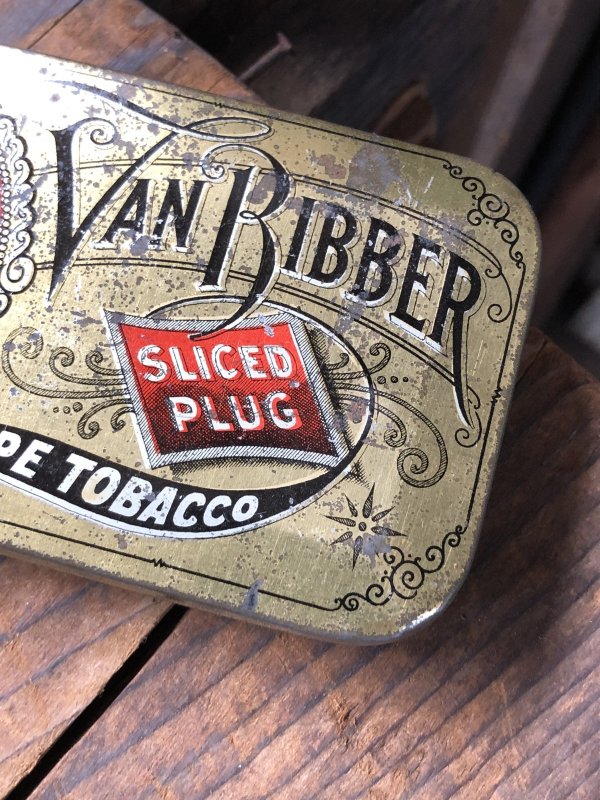 VAN BIBBER
SLICED
PLUG
PE TOBACCO